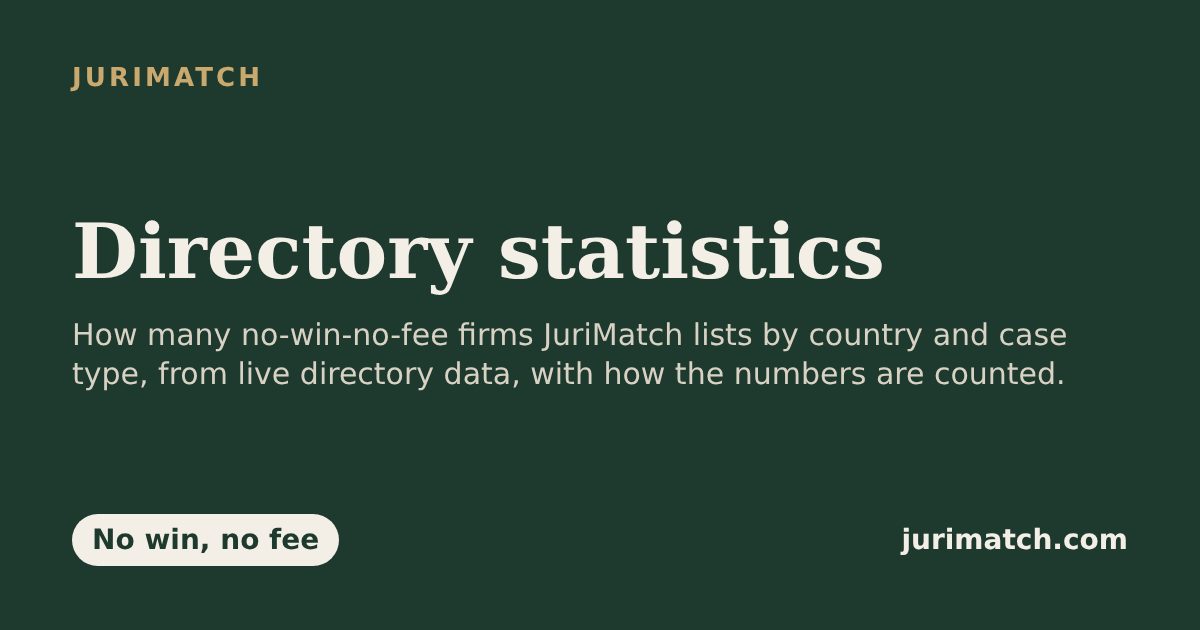 JURIMATCH
Directory statistics
How many no-win-no-fee firms JuriMatch lists by country and case
type, from live directory data, with how the numbers are counted.
No win, no fee
jurimatch.com